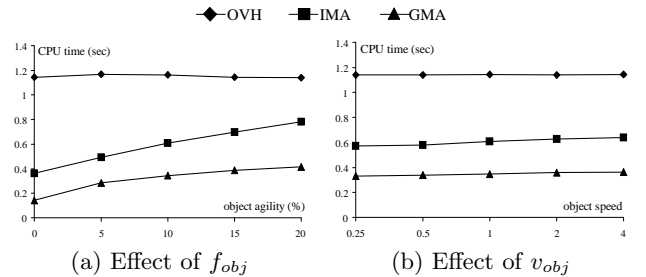 OVH IMA GMA
CPU time (sec)
1.4
1.2
1
0.8
0.6
0.4
0.2
0
0 5 10 15 20
object agility (%)
(a) Effect of f_obj
CPU time (sec)
1.4
1.2
1
0.8
0.6
0.4
0.2
0
0.25 0.5 1 2 4
object speed
(b) Effect of v_obj